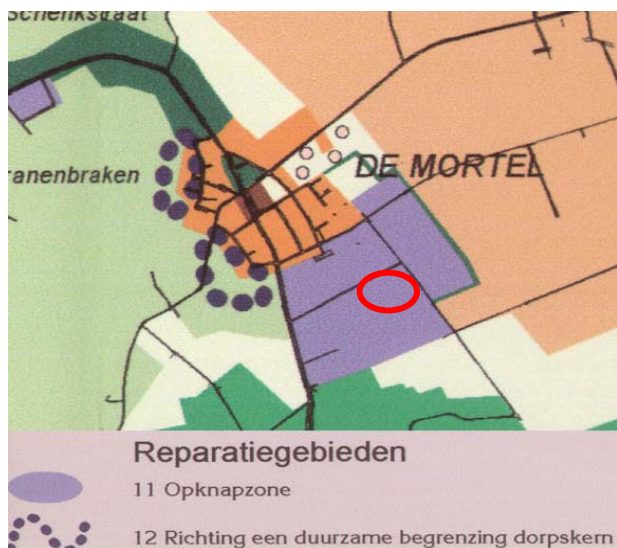 Schenkstraat
ranenbraken
DE MORTEL
Reparatiegebieden
11 Opknapzone
12 Richting een duurzame begrenzing dorpskern